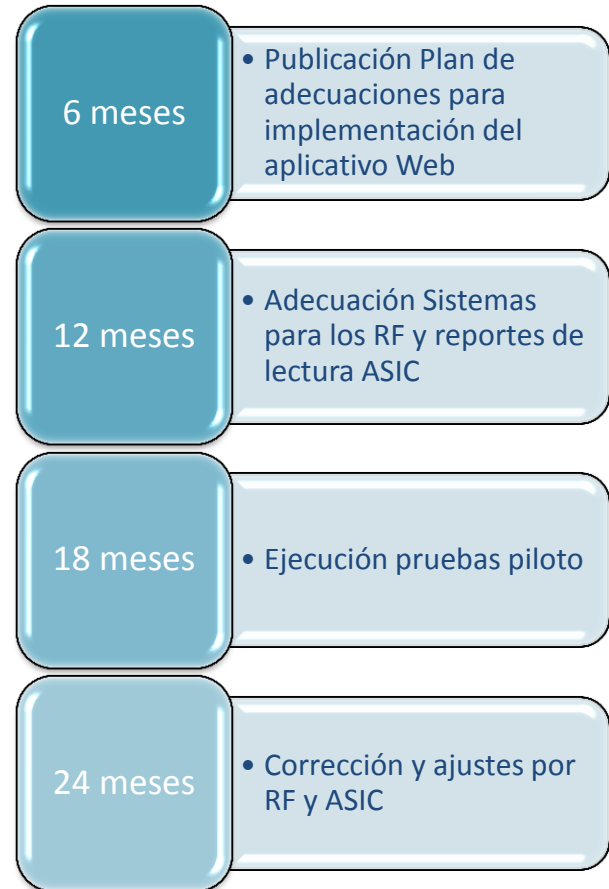 6 meses
• Publicación Plan de
adecuaciones para
implementación del
aplicativo Web
12 meses
• Adecuación Sistemas
para los RF y reportes de
lectura ASIC
18 meses
• Ejecución pruebas piloto
24 meses
• Corrección y ajustes por
RF y ASIC